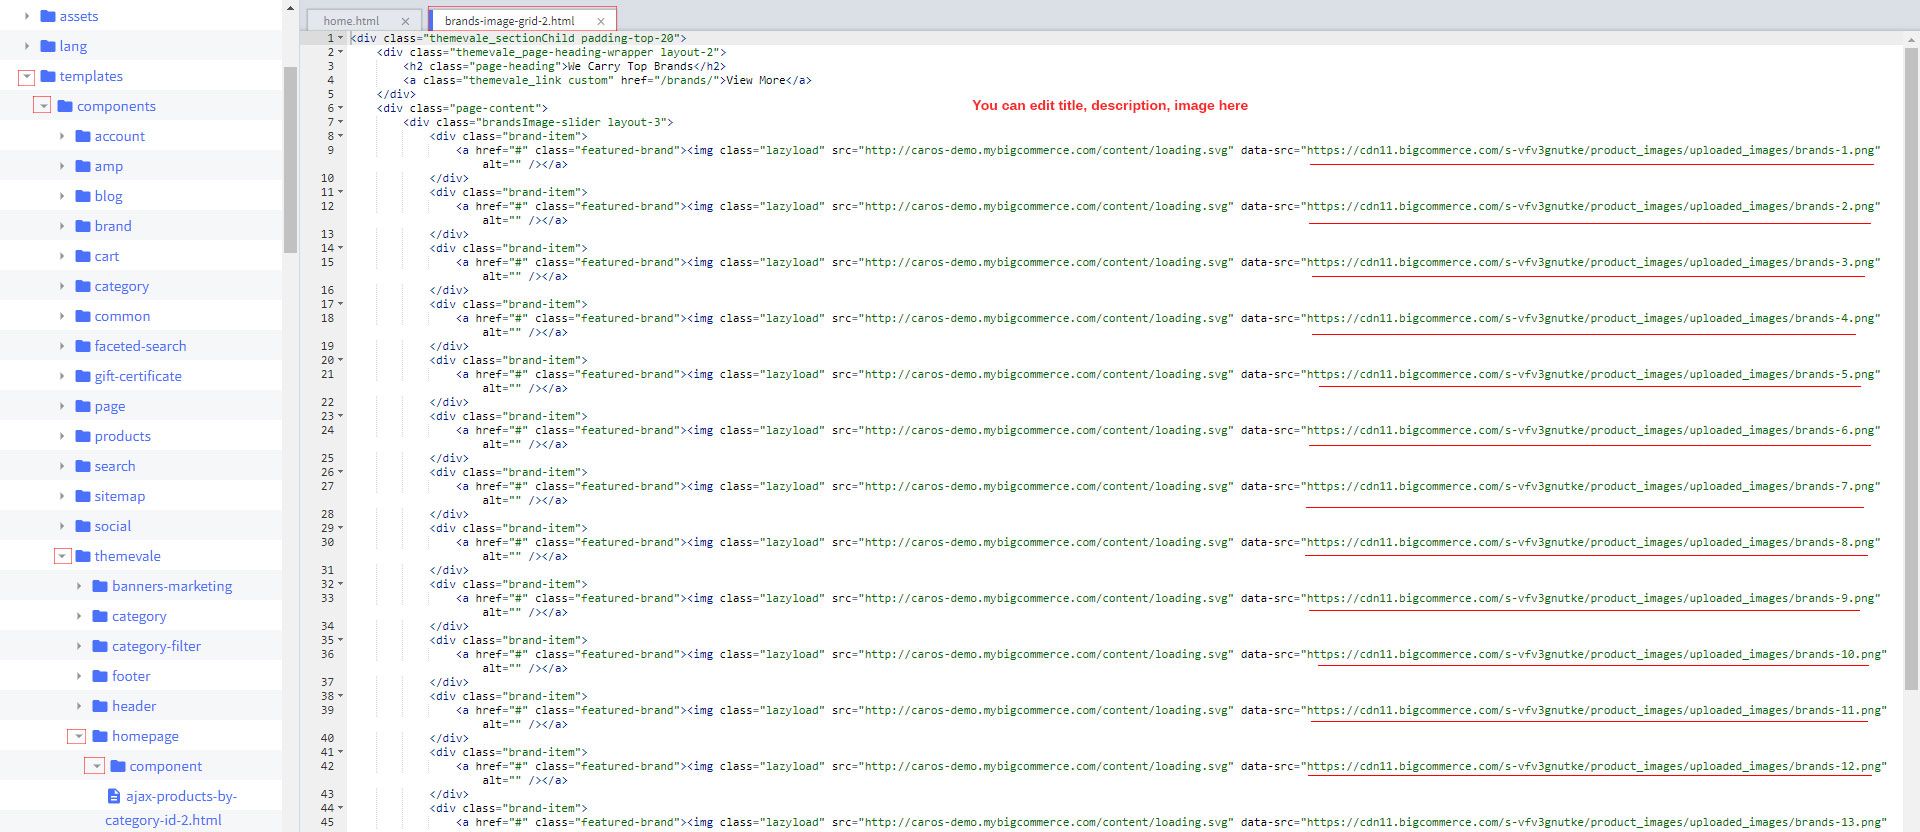 assets
lang
templates
components
account
amp
blog
brand
cart
category
common
faceted-search
gift-certificate
page
products
search
sitemap
social
themevale
banners-marketing
category
category-filter
footer
header
homepage
component
ajax-products-by-
category-id-2.html
home.html ×
brands-image-grid-2.html ×
1 <div class="themevale_sectionChild padding-top-20">
2 <div class="themevale_page-heading-wrapper layout-2">
3 <h2 class="page-heading">We Carry Top Brands</h2>
4 <a class="themevale_link custom" href="/brands/">View More</a>
5 </div>
You can edit title, description, image here
6 <div class="page-content">
7 <div class="brandsImage-slider layout-3">
8 <div class="brand-item">
9 <a href="#" class="featured-brand"><img class="lazyload" src="http://caros-demo.mybigcommerce.com/content/loading.svg" data-src="https://cdn11.bigcommerce.com/s-vfv3gnutke/product_images/uploaded_images/brands-1.png"
alt="" /></a>
10 </div>
11 <div class="brand-item">
12 <a href="#" class="featured-brand"><img class="lazyload" src="http://caros-demo.mybigcommerce.com/content/loading.svg" data-src="https://cdn11.bigcommerce.com/s-vfv3gnutke/product_images/uploaded_images/brands-2.png"
alt="" /></a>
13 </div>
14 <div class="brand-item">
15 <a href="#" class="featured-brand"><img class="lazyload" src="http://caros-demo.mybigcommerce.com/content/loading.svg" data-src="https://cdn11.bigcommerce.com/s-vfv3gnutke/product_images/uploaded_images/brands-3.png"
alt="" /></a>
16 </div>
17 <div class="brand-item">
18 <a href="#" class="featured-brand"><img class="lazyload" src="http://caros-demo.mybigcommerce.com/content/loading.svg" data-src="https://cdn11.bigcommerce.com/s-vfv3gnutke/product_images/uploaded_images/brands-4.png"
alt="" /></a>
19 </div>
20 <div class="brand-item">
21 <a href="#" class="featured-brand"><img class="lazyload" src="http://caros-demo.mybigcommerce.com/content/loading.svg" data-src="https://cdn11.bigcommerce.com/s-vfv3gnutke/product_images/uploaded_images/brands-5.png"
alt="" /></a>
22 </div>
23 <div class="brand-item">
24 <a href="#" class="featured-brand"><img class="lazyload" src="http://caros-demo.mybigcommerce.com/content/loading.svg" data-src="https://cdn11.bigcommerce.com/s-vfv3gnutke/product_images/uploaded_images/brands-6.png"
alt="" /></a>
25 </div>
26 <div class="brand-item">
27 <a href="#" class="featured-brand"><img class="lazyload" src="http://caros-demo.mybigcommerce.com/content/loading.svg" data-src="https://cdn11.bigcommerce.com/s-vfv3gnutke/product_images/uploaded_images/brands-7.png"
alt="" /></a>
28 </div>
29 <div class="brand-item">
30 <a href="#" class="featured-brand"><img class="lazyload" src="http://caros-demo.mybigcommerce.com/content/loading.svg" data-src="https://cdn11.bigcommerce.com/s-vfv3gnutke/product_images/uploaded_images/brands-8.png"
alt="" /></a>
31 </div>
32 <div class="brand-item">
33 <a href="#" class="featured-brand"><img class="lazyload" src="http://caros-demo.mybigcommerce.com/content/loading.svg" data-src="https://cdn11.bigcommerce.com/s-vfv3gnutke/product_images/uploaded_images/brands-9.png"
alt="" /></a>
34 </div>
35 <div class="brand-item">
36 <a href="#" class="featured-brand"><img class="lazyload" src="http://caros-demo.mybigcommerce.com/content/loading.svg" data-src="https://cdn11.bigcommerce.com/s-vfv3gnutke/product_images/uploaded_images/brands-10.png"
alt="" /></a>
37 </div>
38 <div class="brand-item">
39 <a href="#" class="featured-brand"><img class="lazyload" src="http://caros-demo.mybigcommerce.com/content/loading.svg" data-src="https://cdn11.bigcommerce.com/s-vfv3gnutke/product_images/uploaded_images/brands-11.png"
alt="" /></a>
40 </div>
41 <div class="brand-item">
42 <a href="#" class="featured-brand"><img class="lazyload" src="http://caros-demo.mybigcommerce.com/content/loading.svg" data-src="https://cdn11.bigcommerce.com/s-vfv3gnutke/product_images/uploaded_images/brands-12.png"
alt="" /></a>
43 </div>
44 <div class="brand-item">
45 <a href="#" class="featured-brand"><img class="lazyload" src="http://caros-demo.mybigcommerce.com/content/loading.svg" data-src="https://cdn11.bigcommerce.com/s-vfv3gnutke/product_images/uploaded_images/brands-13.png"